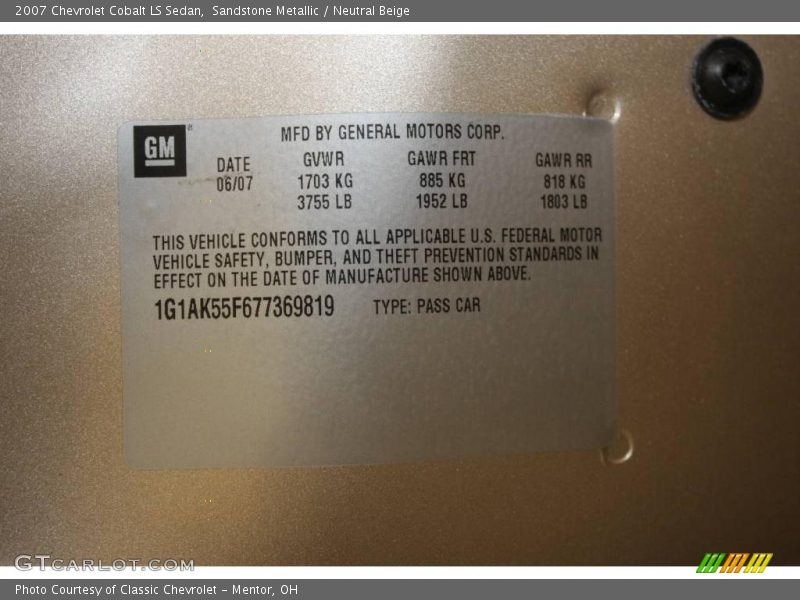 2007 Chevrolet Cobalt LS Sedan, Sandstone Metallic / Neutral Beige
GM
MFD BY GENERAL MOTORS CORP.
DATE GVWR GAWR FRT GAWR RR
06/07 1703 KG 885 KG 818 KG
3755 LB 1952 LB 1803 LB
THIS VEHICLE CONFORMS TO ALL APPLICABLE U.S. FEDERAL MOTOR
VEHICLE SAFETY, BUMPER, AND THEFT PREVENTION STANDARDS IN
EFFECT ON THE DATE OF MANUFACTURE SHOWN ABOVE.
1G1AK55F677369819 TYPE: PASS CAR
GTCARLOT.COM
Photo Courtesy of Classic Chevrolet - Mentor, OH